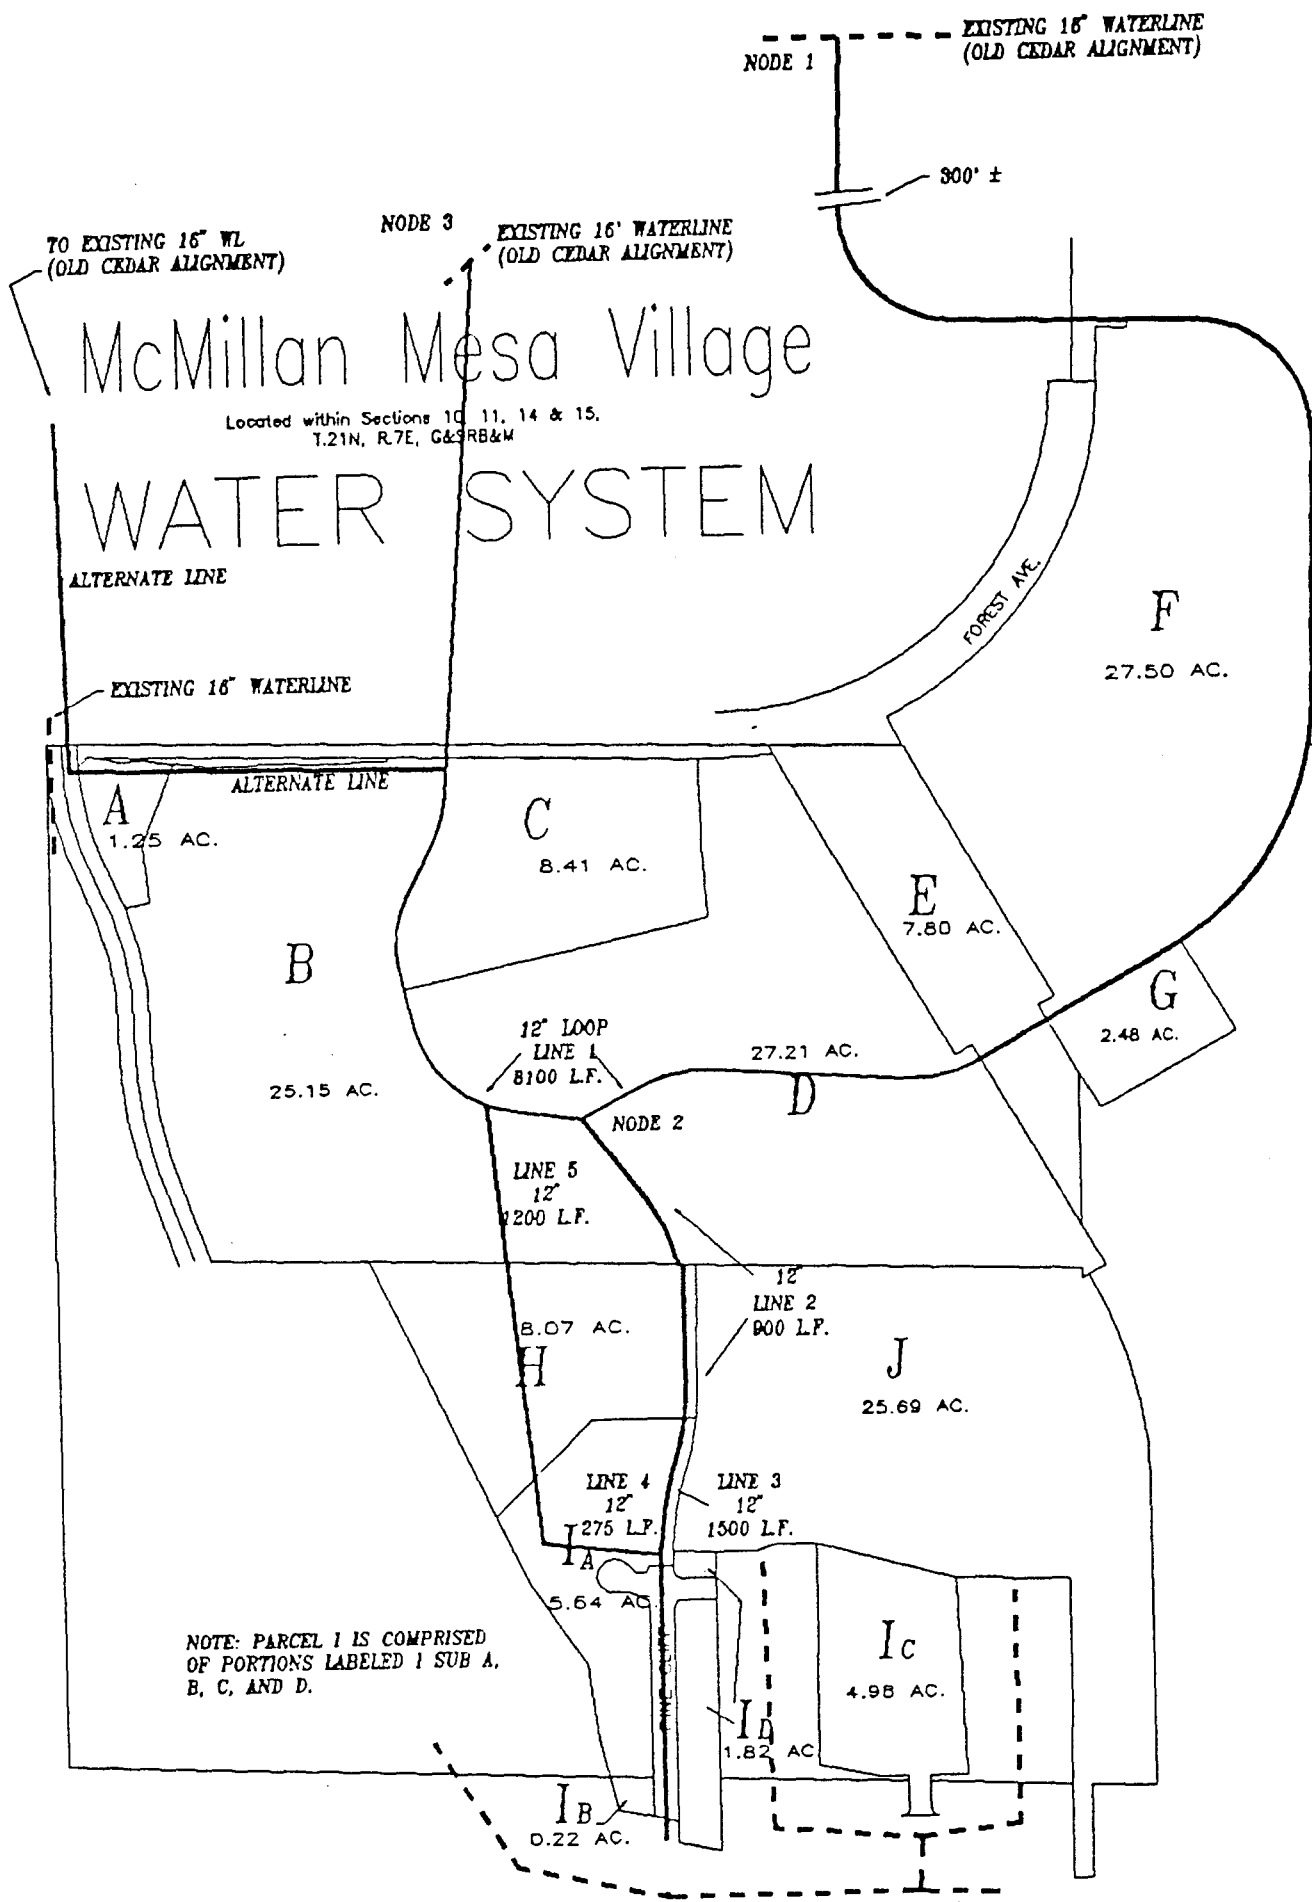 EXISTING 16" WATERLINE
(OLD CEDAR ALIGNMENT)
NODE 1
300' ±
NODE 3
EXISTING 16' WATERLINE
(OLD CEDAR ALIGNMENT)
TO EXISTING 16" WL
(OLD CEDAR ALIGNMENT)
McMillan Mesa Village
Located within Sections 10, 11, 14 & 15,
T.21N, R.7E, G&SRB&M
WATER SYSTEM
ALTERNATE LINE
FOREST AVE.
F
27.50 AC.
EXISTING 16" WATERLINE
ALTERNATE LINE
A
1.25 AC.
C
8.41 AC.
E
7.80 AC.
B
25.15 AC.
G
2.48 AC.
12" LOOP
LINE 1
8100 L.F.
27.21 AC.
D
NODE 2
LINE 5
12"
1200 L.F.
12"
LINE 2
900 L.F.
8.07 AC.
H
J
25.69 AC.
LINE 4
12"
275 L.F.
LINE 3
12"
1500 L.F.
I A
5.64 AC.
NOTE: PARCEL I IS COMPRISED
OF PORTIONS LABELED I SUB A,
B, C, AND D.
I C
4.98 AC.
I D
1.82 AC
I B
0.22 AC.